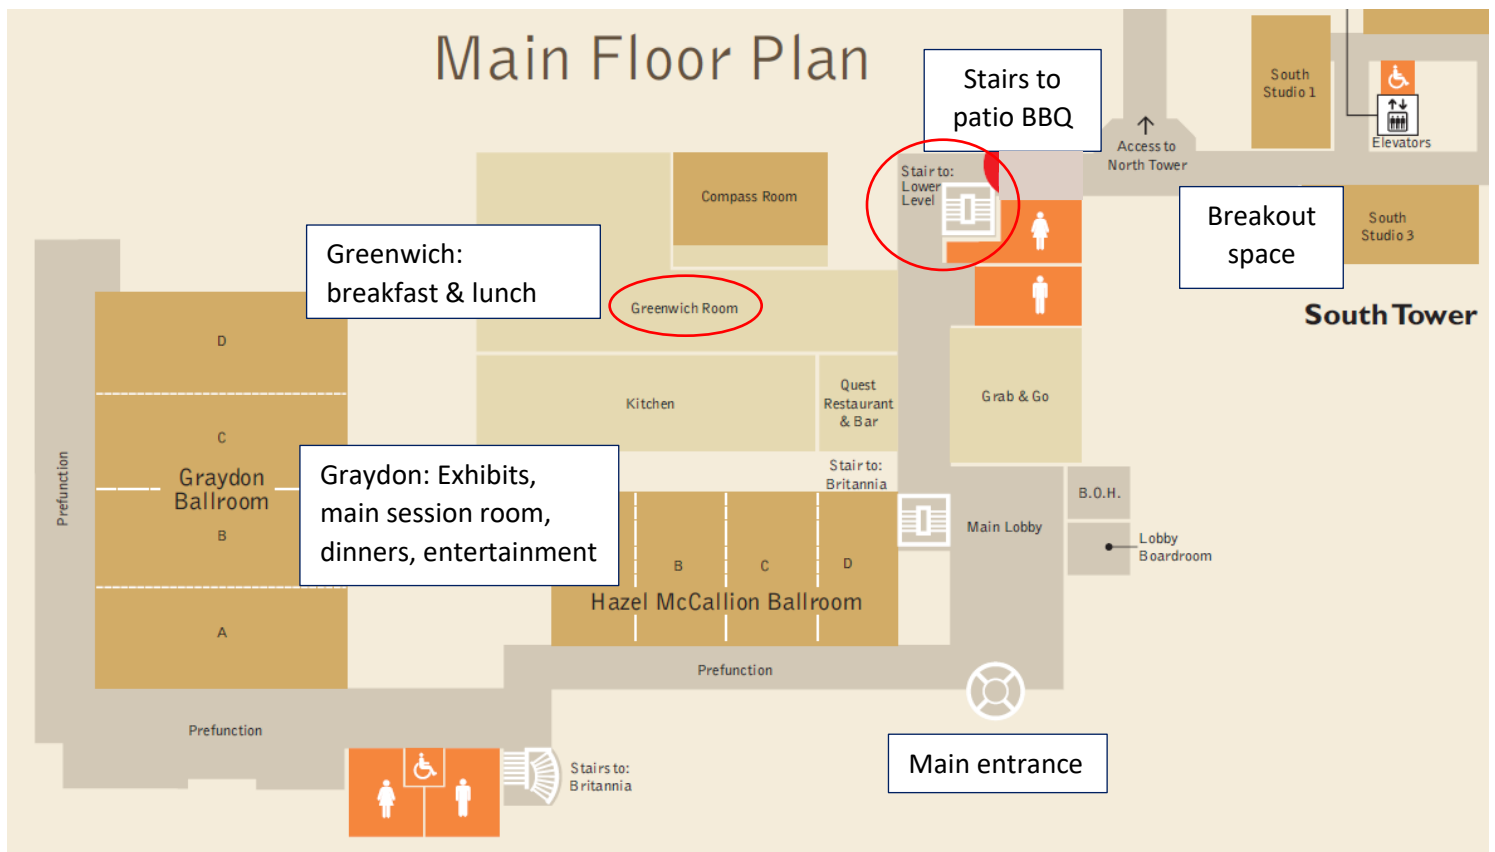 Main Floor Plan
Stairs to
patio BBQ
South
Studio 1
Elevators
Access to
North Tower
Stair to:
Lower
Level
Compass Room
Breakout
space
South
Studio 3
South Tower
Greenwich:
breakfast & lunch
Greenwich Room
D
C
Graydon
Ballroom
B
A
Prefunction
Kitchen
Quest
Restaurant
& Bar
Grab & Go
Graydon: Exhibits,
main session room,
dinners, entertainment
Stair to:
Britannia
B.O.H.
Main Lobby
Lobby
Boardroom
B
C
D
Hazel McCallion Ballroom
Prefunction
Prefunction
Main entrance
Stairs to:
Britannia